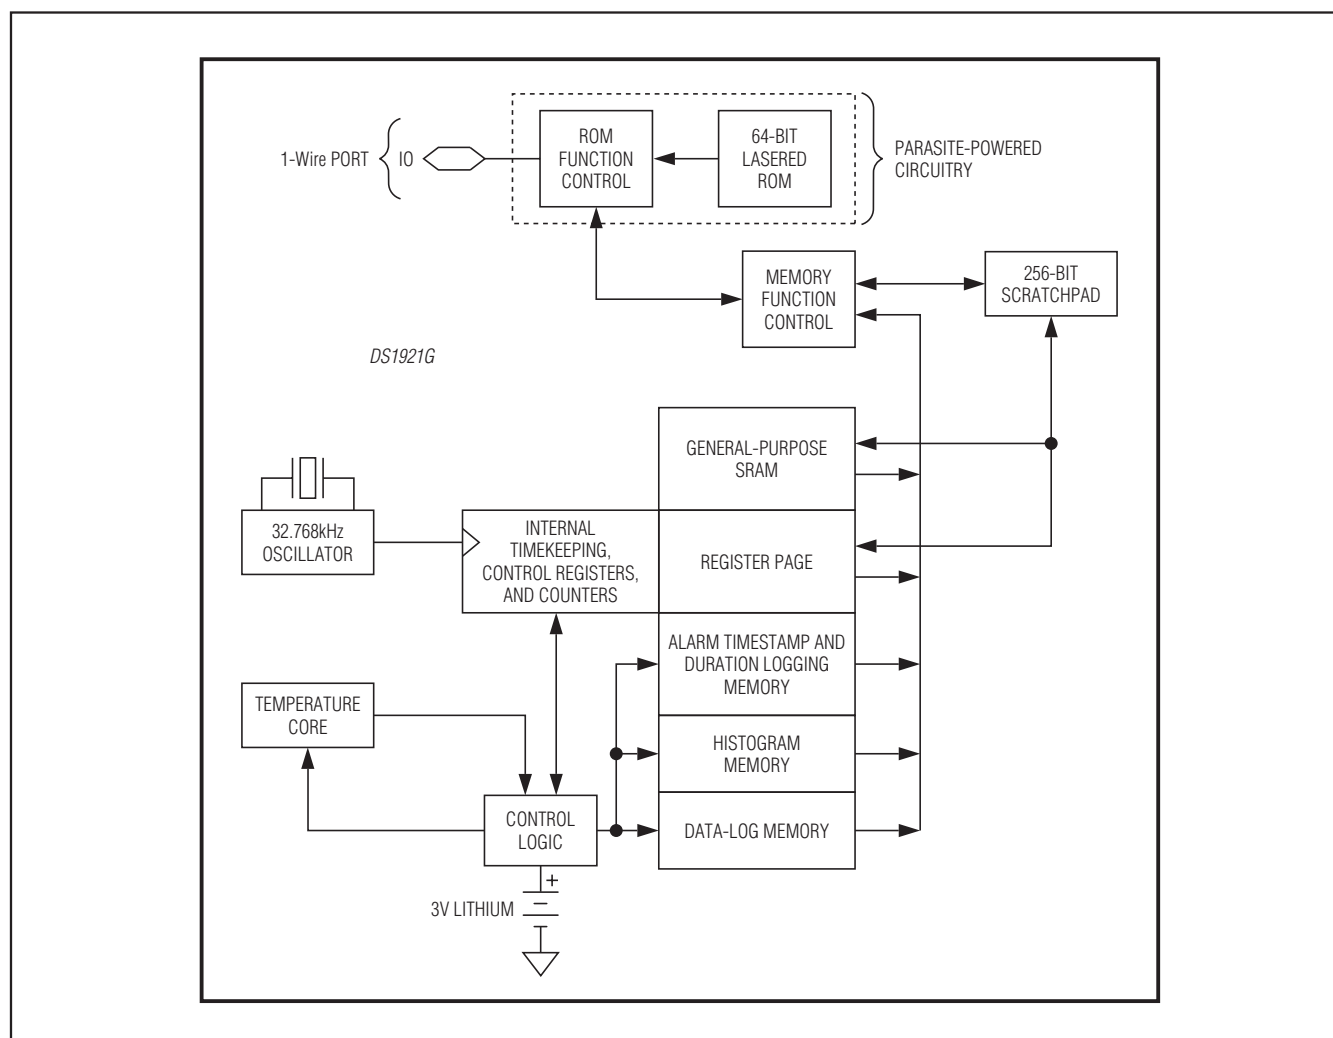 1-Wire PORT
IO
ROM
FUNCTION
CONTROL
64-BIT
LASERED
ROM
PARASITE-POWERED
CIRCUITRY
MEMORY
FUNCTION
CONTROL
256-BIT
SCRATCHPAD
DS1921G
GENERAL-PURPOSE
SRAM
32.768kHz
OSCILLATOR
INTERNAL
TIMEKEEPING,
CONTROL REGISTERS,
AND COUNTERS
REGISTER PAGE
ALARM TIMESTAMP AND
DURATION LOGGING
MEMORY
TEMPERATURE
CORE
HISTOGRAM
MEMORY
CONTROL
LOGIC
DATA-LOG MEMORY
+
3V LITHIUM